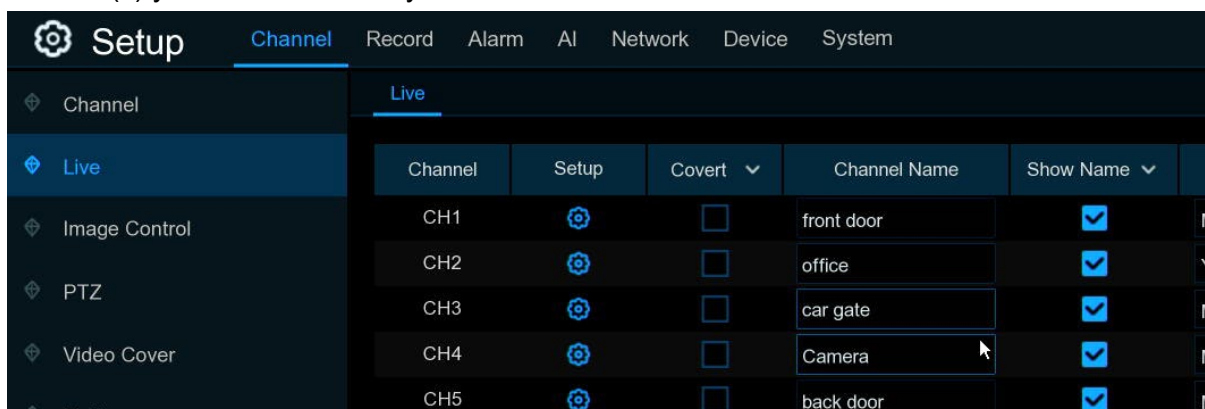 Setup Channel Record Alarm AI Network Device System
Channel
Live
Live
Image Control
PTZ
Video Cover
Channel Setup Covert Channel Name Show Name
CH1 front door
CH2 office
CH3 car gate
CH4 Camera
CH5 back door